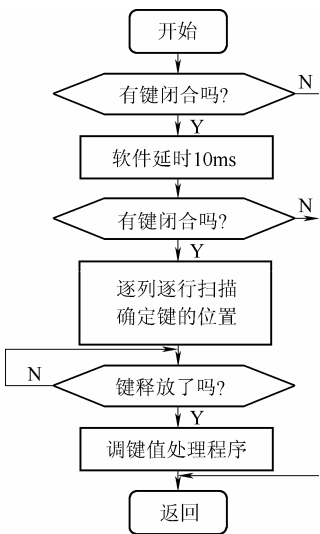 开始
有键闭合吗?
N
Y
软件延时10ms
有键闭合吗?
N
Y
逐列逐行扫描
确定键的位置
键释放了吗?
N
Y
调键值处理程序
返回